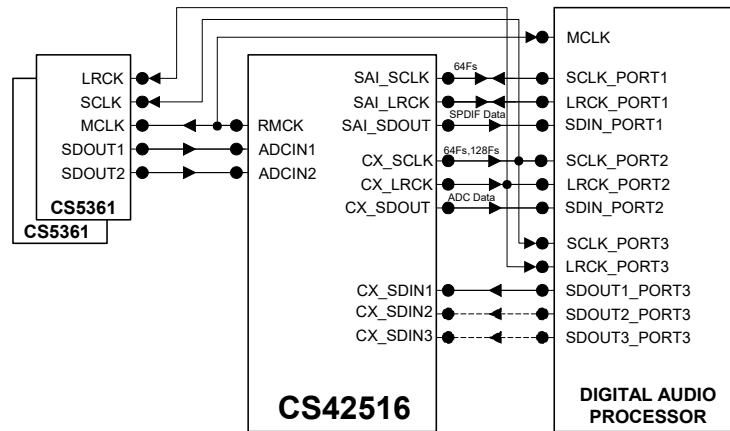 MCLK
LRCK
SCLK
MCLK
SDOUT1
SDOUT2
CS5361
CS5361
RMCK
ADCIN1
ADCIN2
SAI_SCLK
SAI_LRCK
SAI_SDOUT
CX_SCLK
CX_LRCK
CX_SDOUT
CX_SDIN1
CX_SDIN2
CX_SDIN3
CS42516
64Fs
SPDIF Data
64Fs,128Fs
ADC Data
SCLK_PORT1
LRCK_PORT1
SDIN_PORT1
SCLK_PORT2
LRCK_PORT2
SDIN_PORT2
SCLK_PORT3
LRCK_PORT3
SDOUT1_PORT3
SDOUT2_PORT3
SDOUT3_PORT3
DIGITAL AUDIO
PROCESSOR